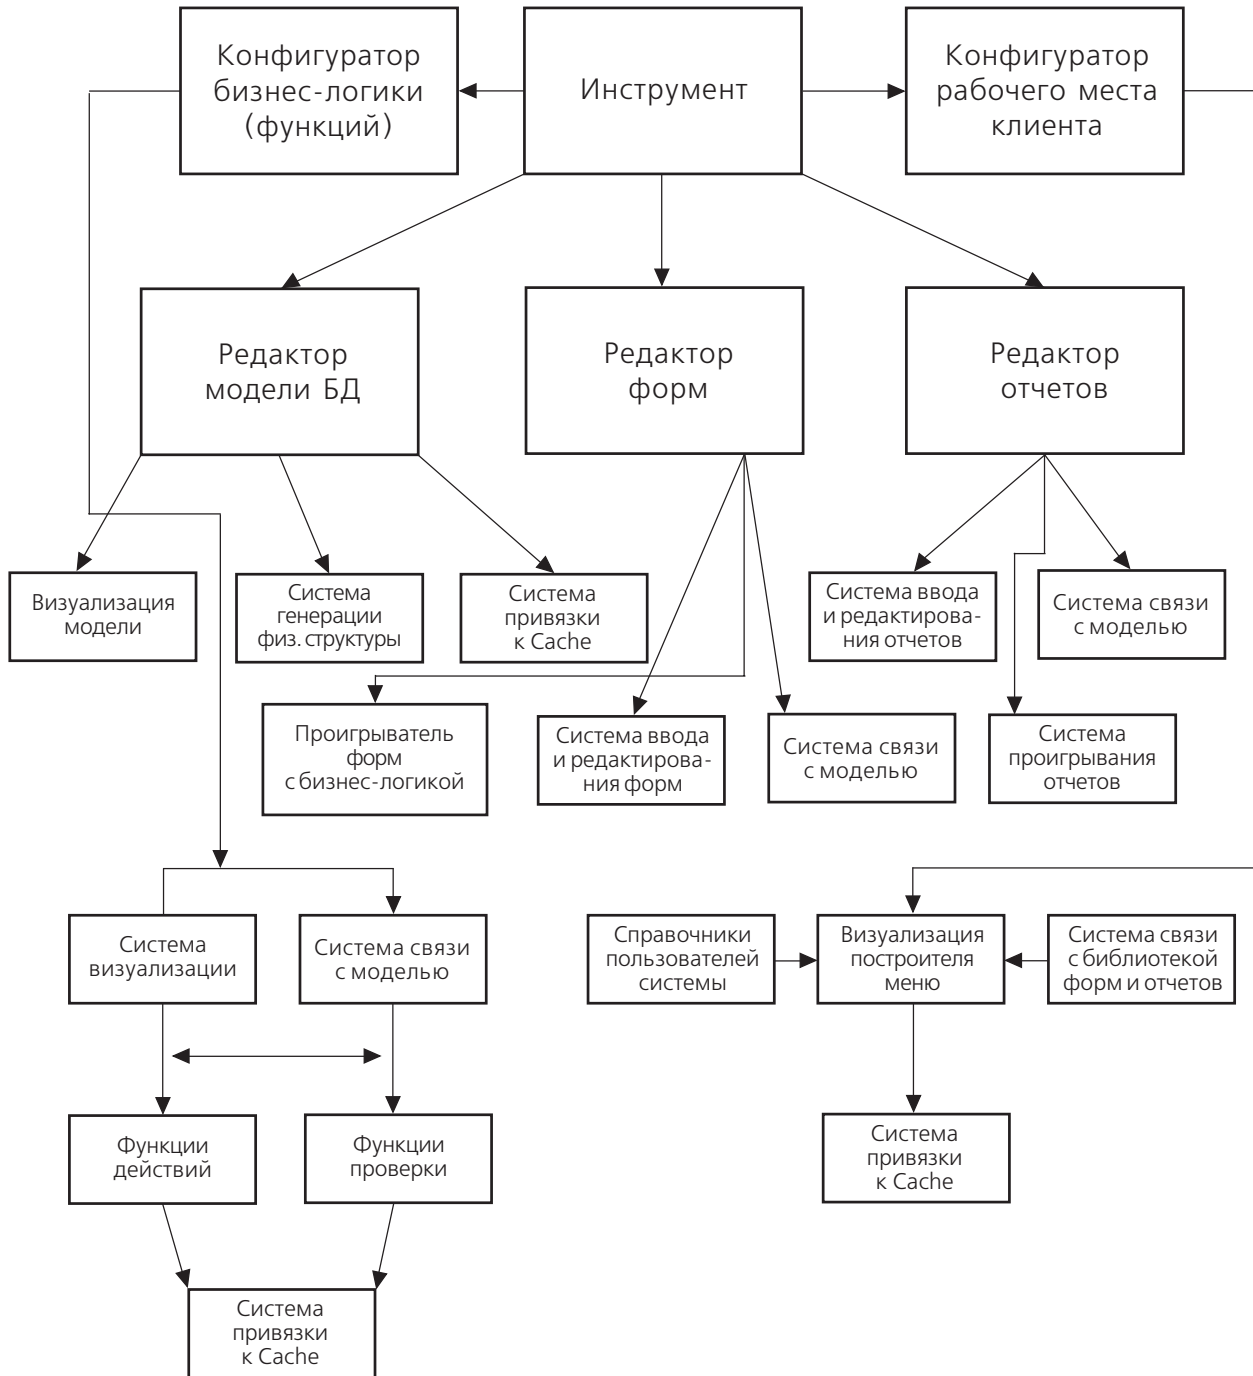 Конфигуратор
бизнес-логики
(функций)
Инструмент
Конфигуратор
рабочего места
клиента
Редактор
модели БД
Редактор
форм
Редактор
отчетов
Визуализация
модели
Система
генерации
физ. структуры
Система
привязки
к Cache
Система ввода
и редактирова-
ния отчетов
Система связи
с моделью
Проигрыватель
форм
с бизнес-логикой
Система ввода
и редактирова-
ния форм
Система связи
с моделью
Система
проигрывания
отчетов
Система
визуализации
Система связи
с моделью
Справочники
пользователей
системы
Визуализация
построителя
меню
Система связи
с библиотекой
форм и отчетов
Функции
действий
Функции
проверки
Система
привязки
к Cache
Система
привязки
к Cache